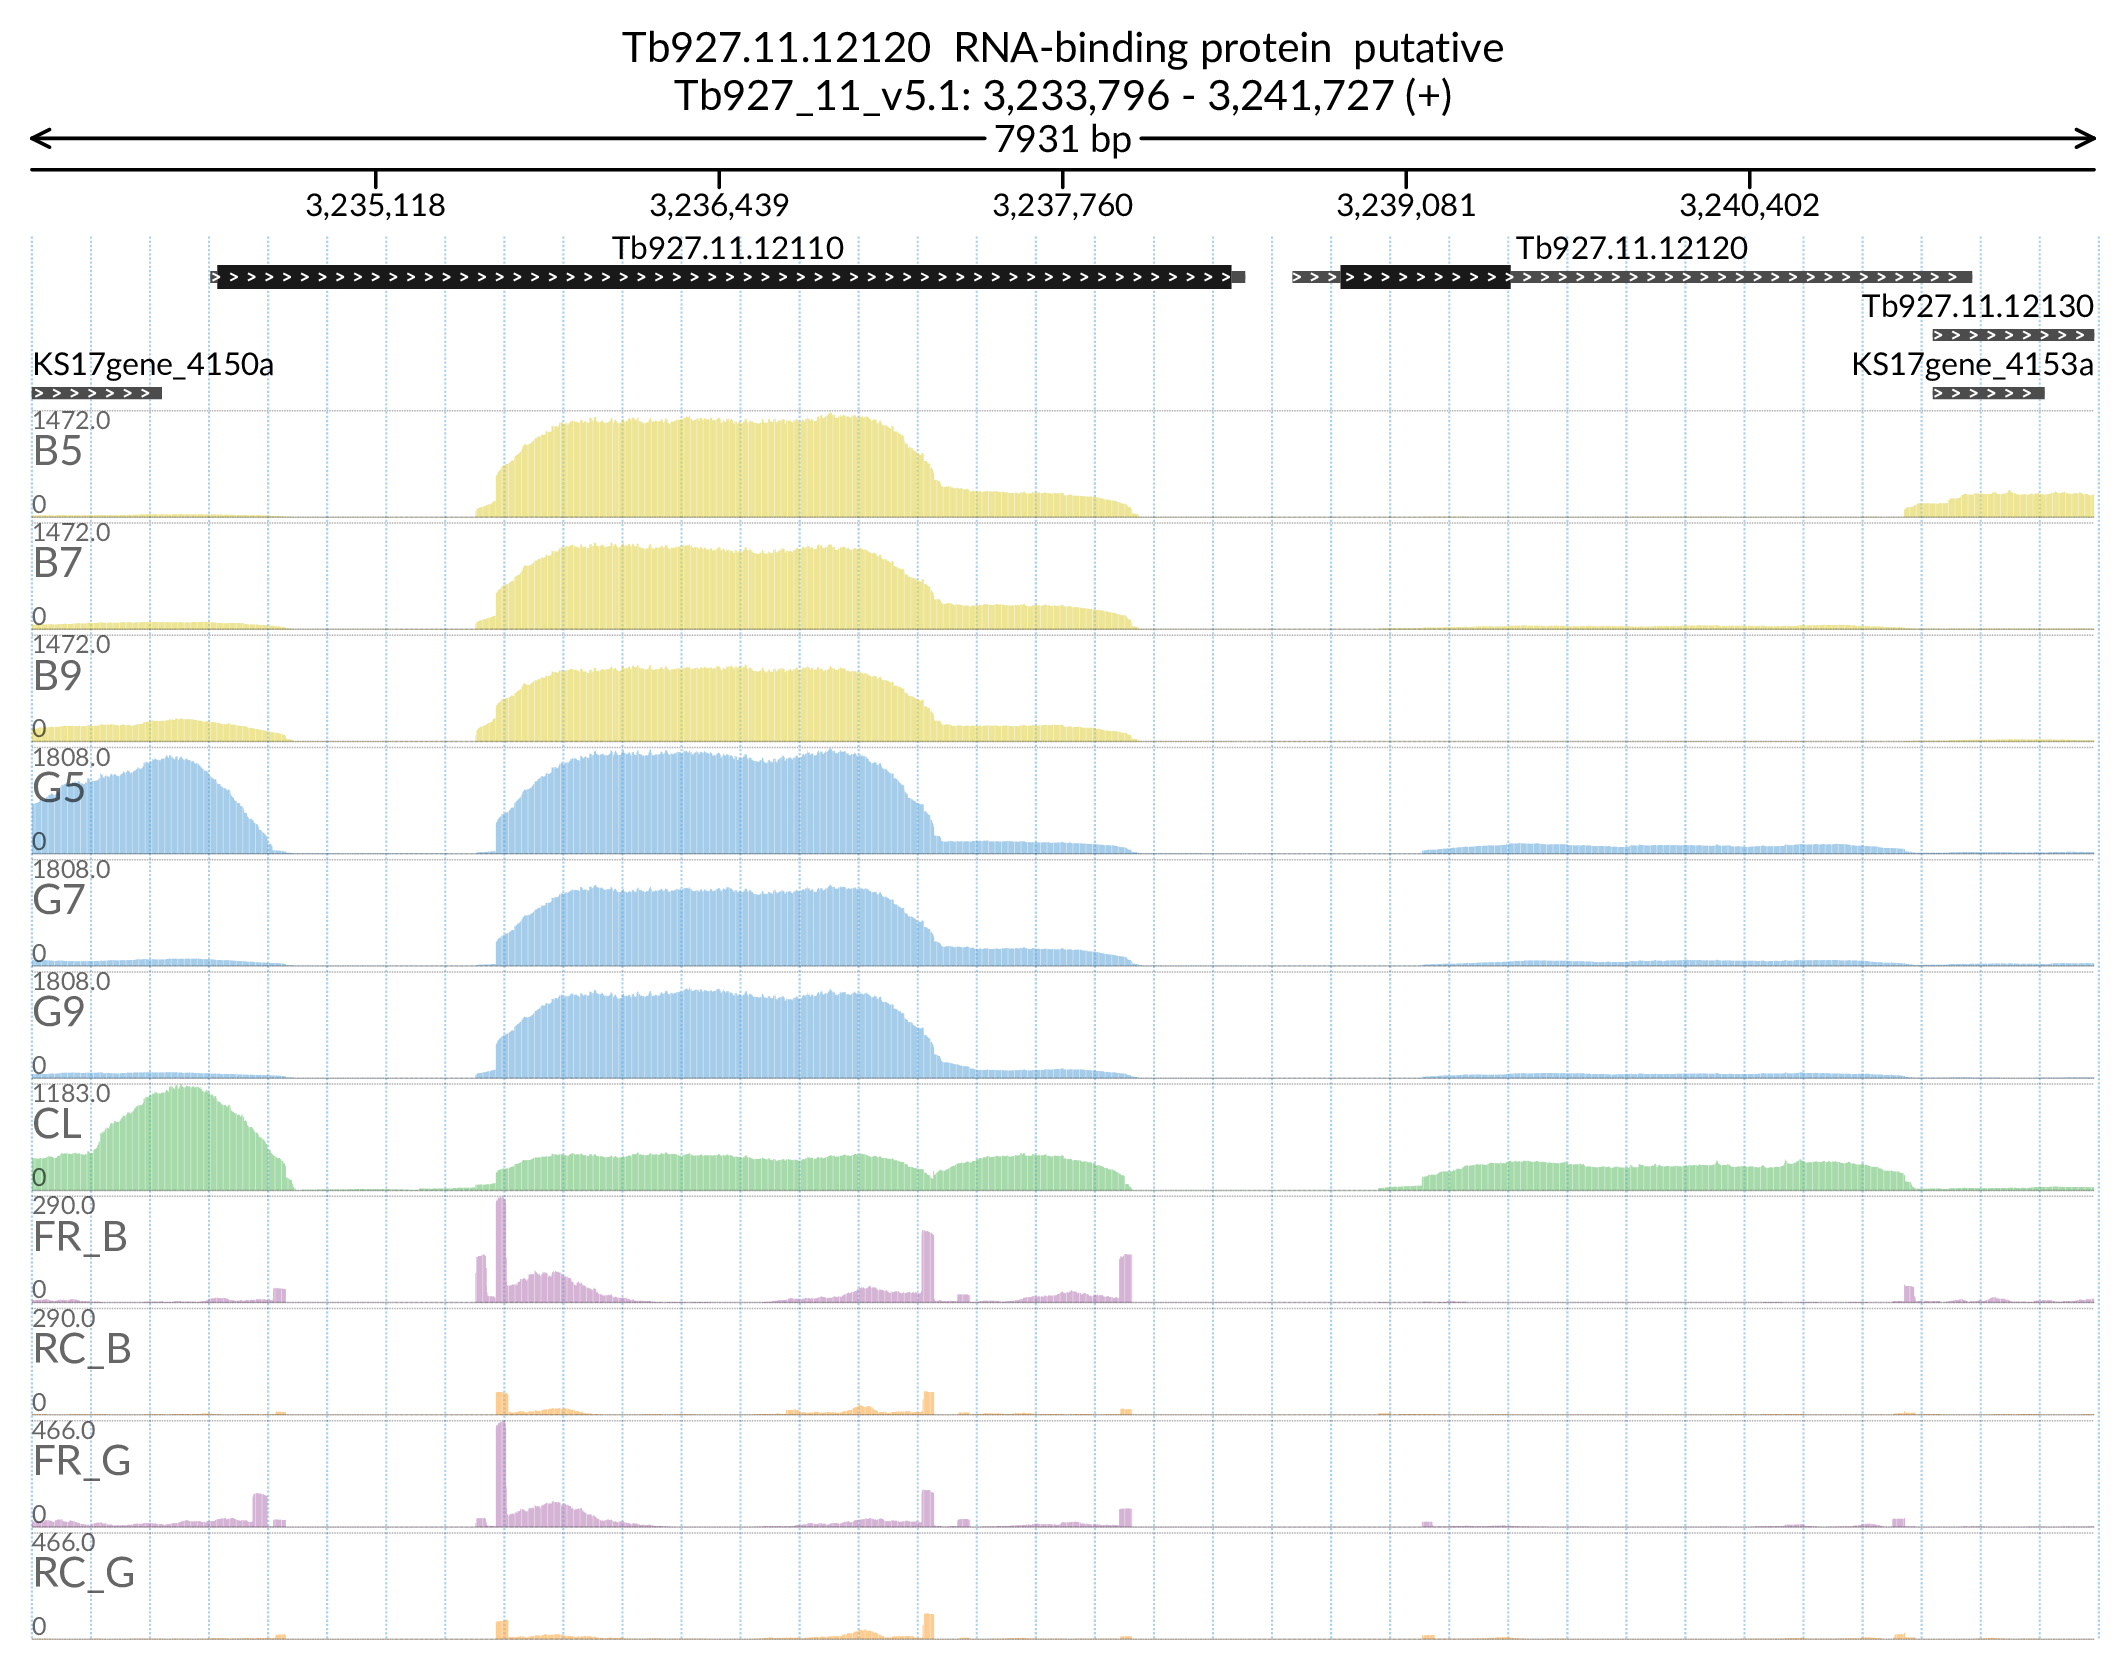 Tb927.11.12120 RNA-binding protein putative
Tb927_11_v5.1: 3,233,796 - 3,241,727 (+)
7931 bp
3,235,118 3,236,439 3,237,760 3,239,081 3,240,402
Tb927.11.12110 Tb927.11.12120
Tb927.11.12130
KS17gene_4150a KS17gene_4153a
1472.0
B5
0
1472.0
B7
0
1472.0
B9
0
1808.0
G5
0
1808.0
G7
0
1808.0
G9
0
1183.0
CL
0
290.0
FR_B
0
290.0
RC_B
0
466.0
FR_G
0
466.0
RC_G
0